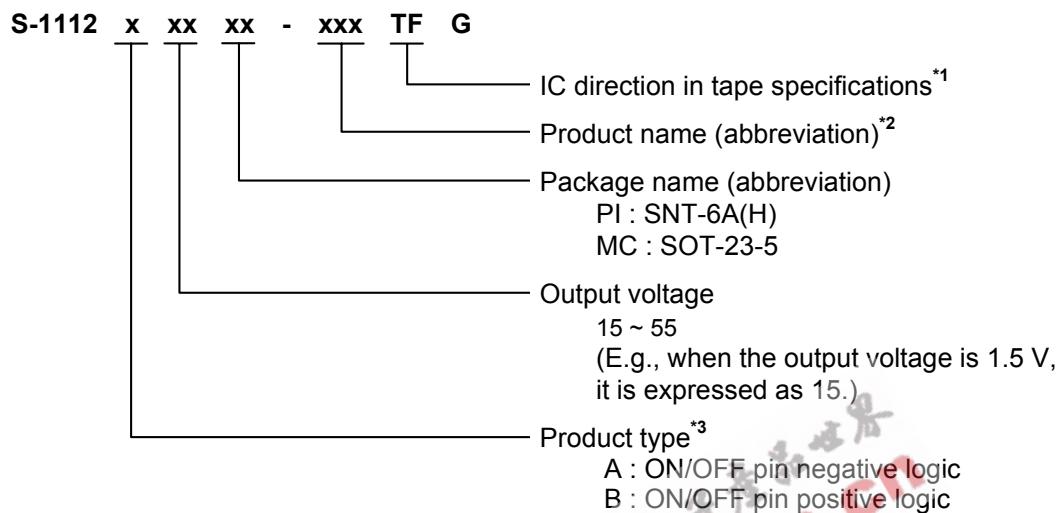 S-1112 x xx xx - xxx TF G
IC direction in tape specifications*1
Product name (abbreviation)*2
Package name (abbreviation)
PI : SNT-6A(H)
MC : SOT-23-5
Output voltage
15 ~ 55
(E.g., when the output voltage is 1.5 V,
it is expressed as 15.)
Product type*3
A : ON/OFF pin negative logic
B : ON/OFF pin positive logic